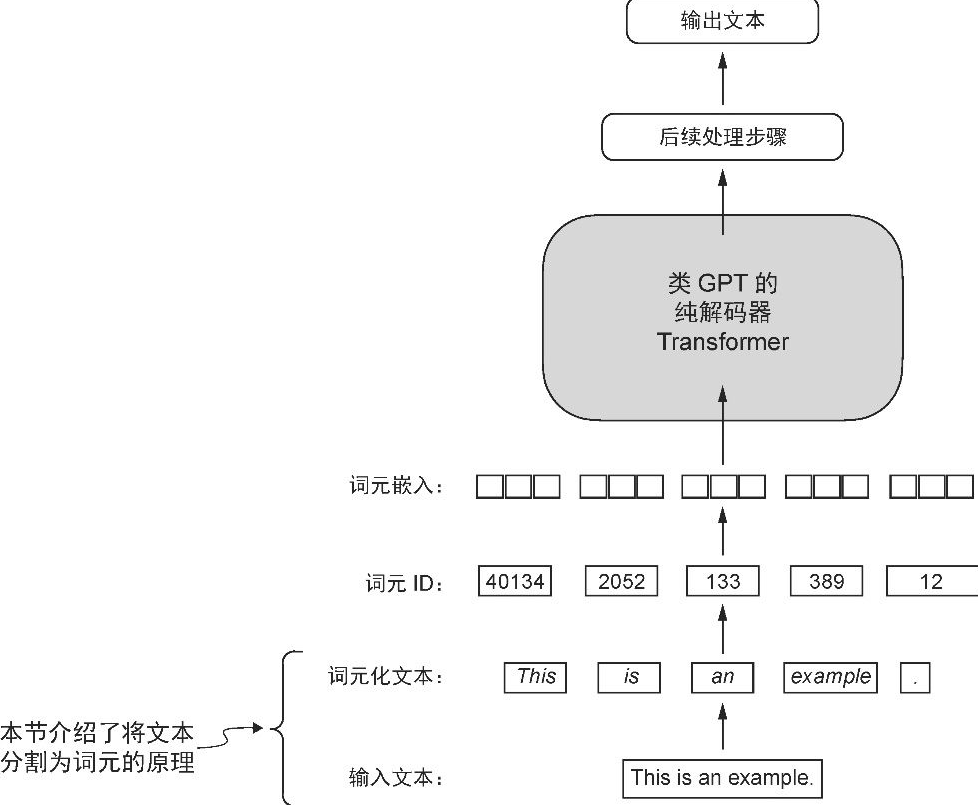 输出文本
后续处理步骤
类 GPT 的
纯解码器
Transformer
词元嵌入：
词元 ID： 40134 2052 133 389 12
词元化文本： This is an example .
本节介绍了将文本
分割为词元的原理
输入文本： This is an example.